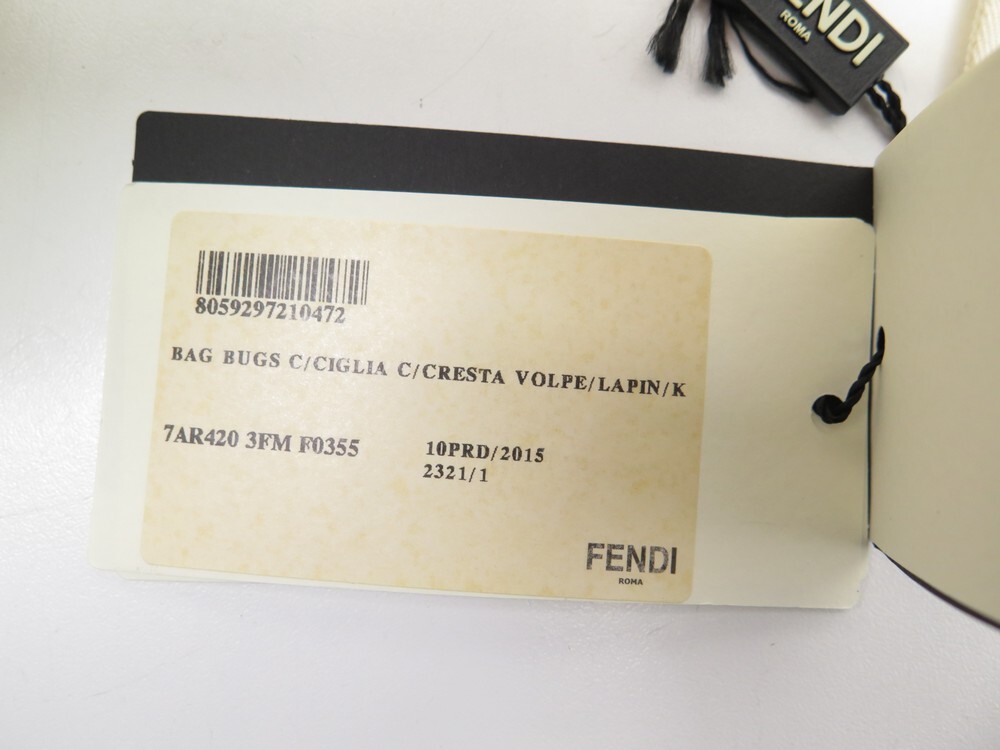 FENDI
ROMA
8059297210472
BAG BUGS C/CIGLIA C/CRESTA VOLPE/LAPIN/K
7AR420 3FM F0355
10PRD/2015
2321/1
FENDI
ROMA